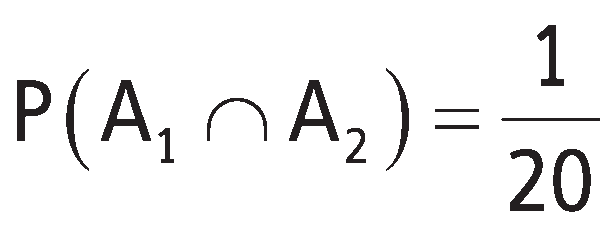 P(A₁ ∩ A₂) = 1/20